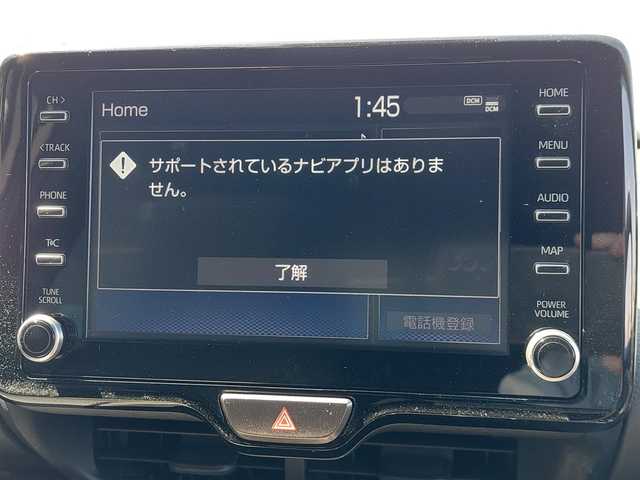 CH >
Home
1:45
DCM
DCM
HOME
<TRACK
MENU
サポートされているナビアプリはありま
せん。
PHONE
AUDIO
T C
MAP
了解
TUNE
SCROLL
POWER
VOLUME
電話機登録